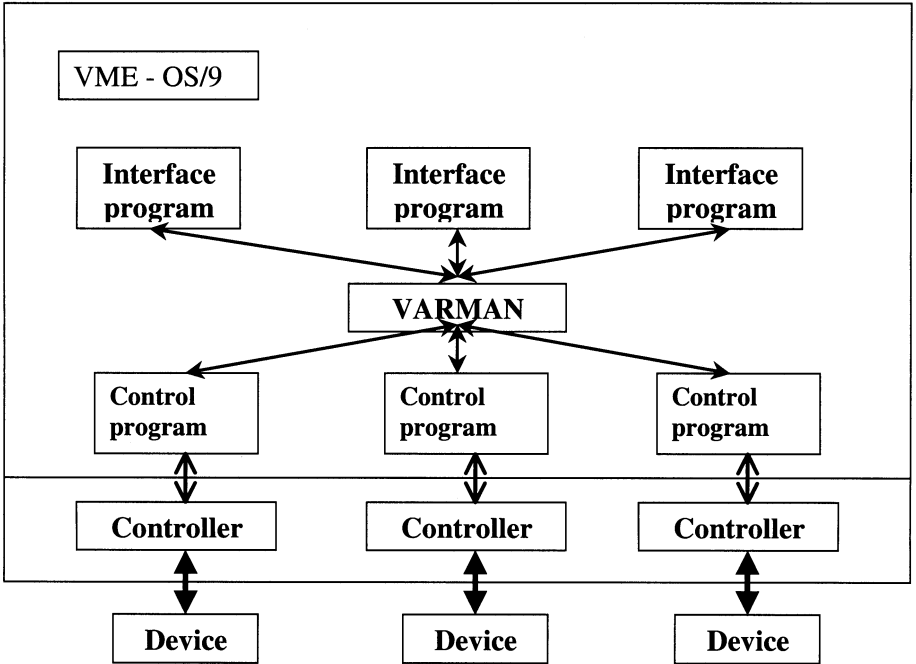 VME - OS/9
Interface
program
Interface
program
Interface
program
VARMAN
Control
program
Control
program
Control
program
Controller
Controller
Controller
Device
Device
Device